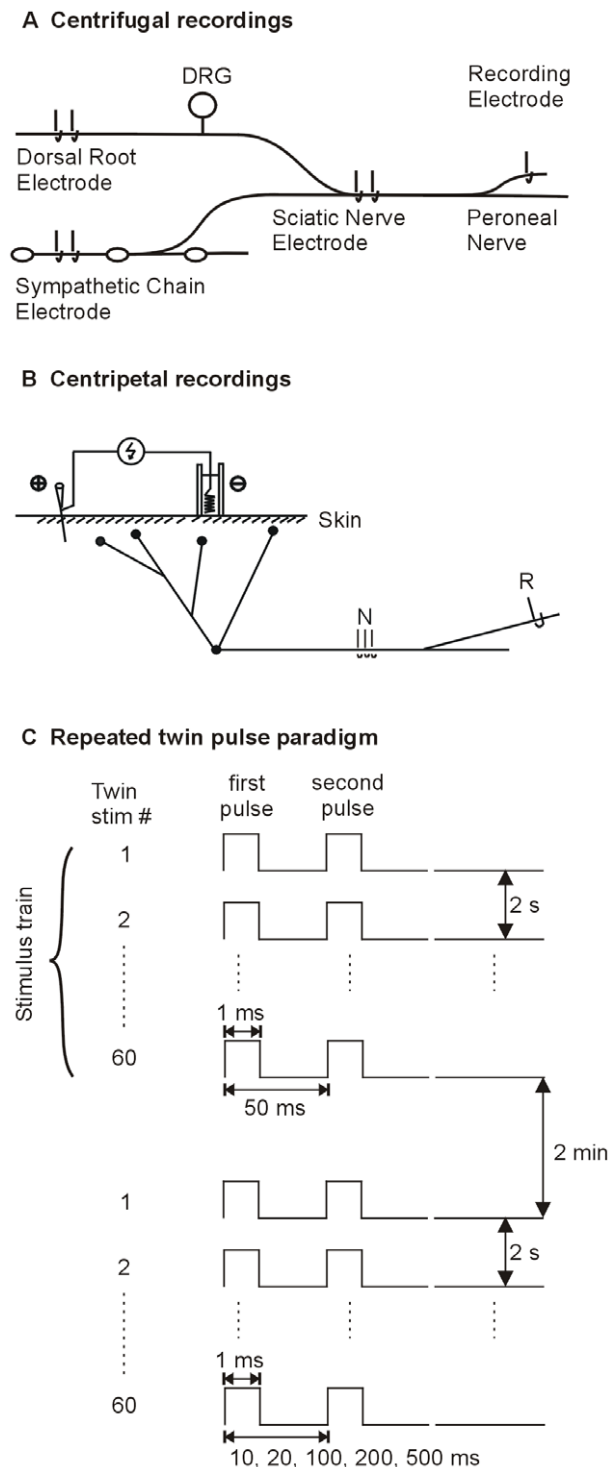 A Centrifugal recordings
DRG
Recording
Electrode
Dorsal Root
Electrode
Sciatic Nerve
Electrode
Peroneal
Nerve
Sympathetic Chain
Electrode
B Centripetal recordings
Skin
N
R
C Repeated twin pulse paradigm
Twin
stim #
first
pulse
second
pulse
Stimulus train
1
2 s
2
1 ms
60
50 ms
2 min
1
2 s
2
1 ms
60
10, 20, 100, 200, 500 ms